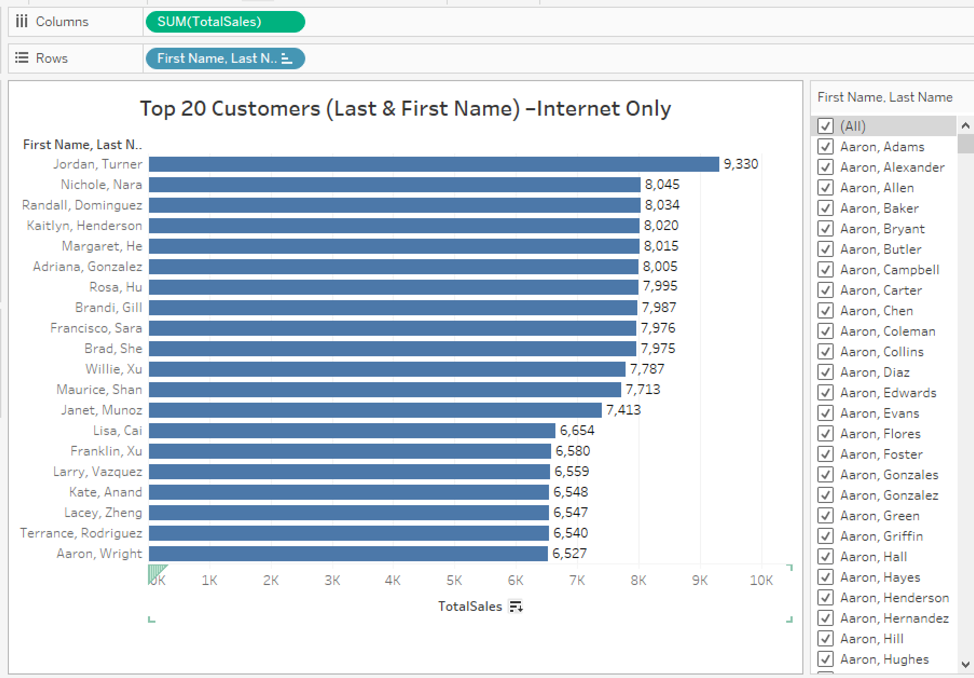 Columns
SUM(TotalSales)
Rows
First Name, Last N..
Top 20 Customers (Last & First Name) –Internet Only
First Name, Last N..
Jordan, Turner 9,330
Nichole, Nara 8,045
Randall, Dominguez 8,034
Kaitlyn, Henderson 8,020
Margaret, He 8,015
Adriana, Gonzalez 8,005
Rosa, Hu 7,995
Brandi, Gill 7,987
Francisco, Sara 7,976
Brad, She 7,975
Willie, Xu 7,787
Maurice, Shan 7,713
Janet, Munoz 7,413
Lisa, Cai 6,654
Franklin, Xu 6,580
Larry, Vazquez 6,559
Kate, Anand 6,548
Lacey, Zheng 6,547
Terrance, Rodriguez 6,540
Aaron, Wright 6,527
0K 1K 2K 3K 4K 5K 6K 7K 8K 9K 10K
TotalSales
First Name, Last Name
(All)
Aaron, Adams
Aaron, Alexander
Aaron, Allen
Aaron, Baker
Aaron, Bryant
Aaron, Butler
Aaron, Campbell
Aaron, Carter
Aaron, Chen
Aaron, Coleman
Aaron, Collins
Aaron, Diaz
Aaron, Edwards
Aaron, Evans
Aaron, Flores
Aaron, Foster
Aaron, Gonzales
Aaron, Gonzalez
Aaron, Green
Aaron, Griffin
Aaron, Hall
Aaron, Hayes
Aaron, Henderson
Aaron, Hernandez
Aaron, Hill
Aaron, Hughes